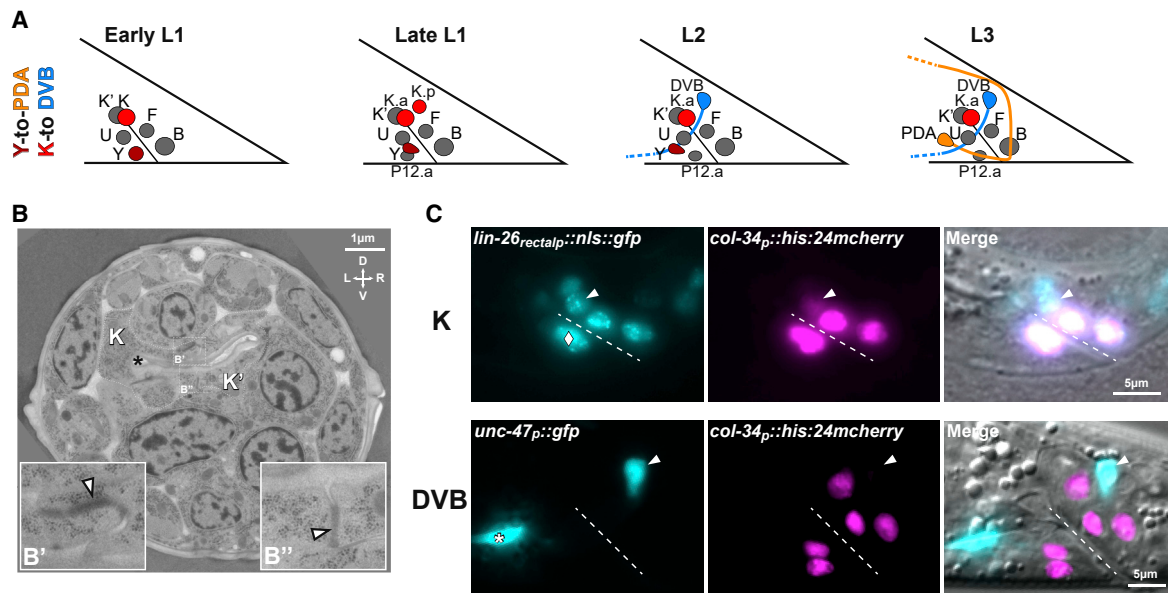 A
Early L1
Late L1
L2
L3
Y-to-PDA
K-to DVB
K' K
U
F
B
Y
K.p
K.a
K'
U
F
B
Y
P12.a
DVB
K.a
K'
U
F
B
Y
P12.a
DVB
K.a
K'
F
PDA
U
B
P12.a
B
1µm
D
L R
V
K
*
B'
K'
B''
B'
B''
C
lin-26rectalp::nls::gfp
col-34p::his:24mcherry
Merge
K
5µm
unc-47p::gfp
col-34p::his:24mcherry
Merge
DVB
*
5µm